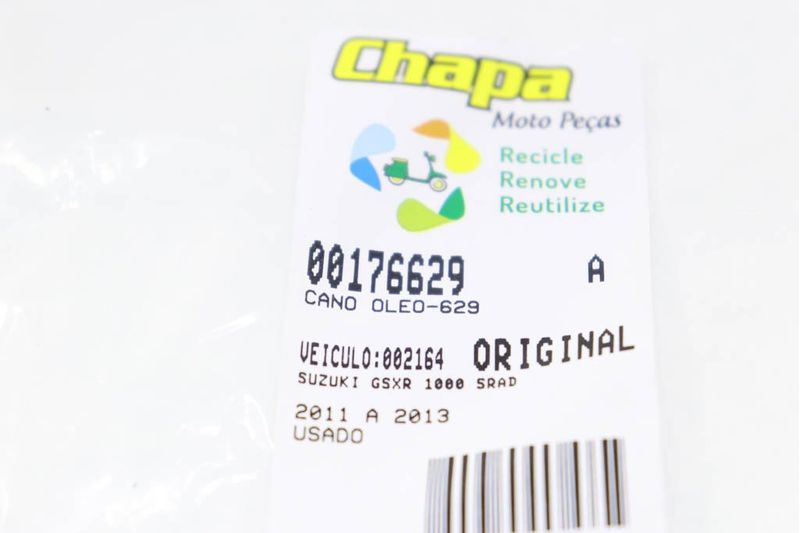 Chapa
Moto Peças
Recicle
Renove
Reutilize
00176629 A
CANO OLEO-629
VEICULO:002164 ORIGINAL
SUZUKI GSXR 1000 SRAD
2011 A 2013
USADO